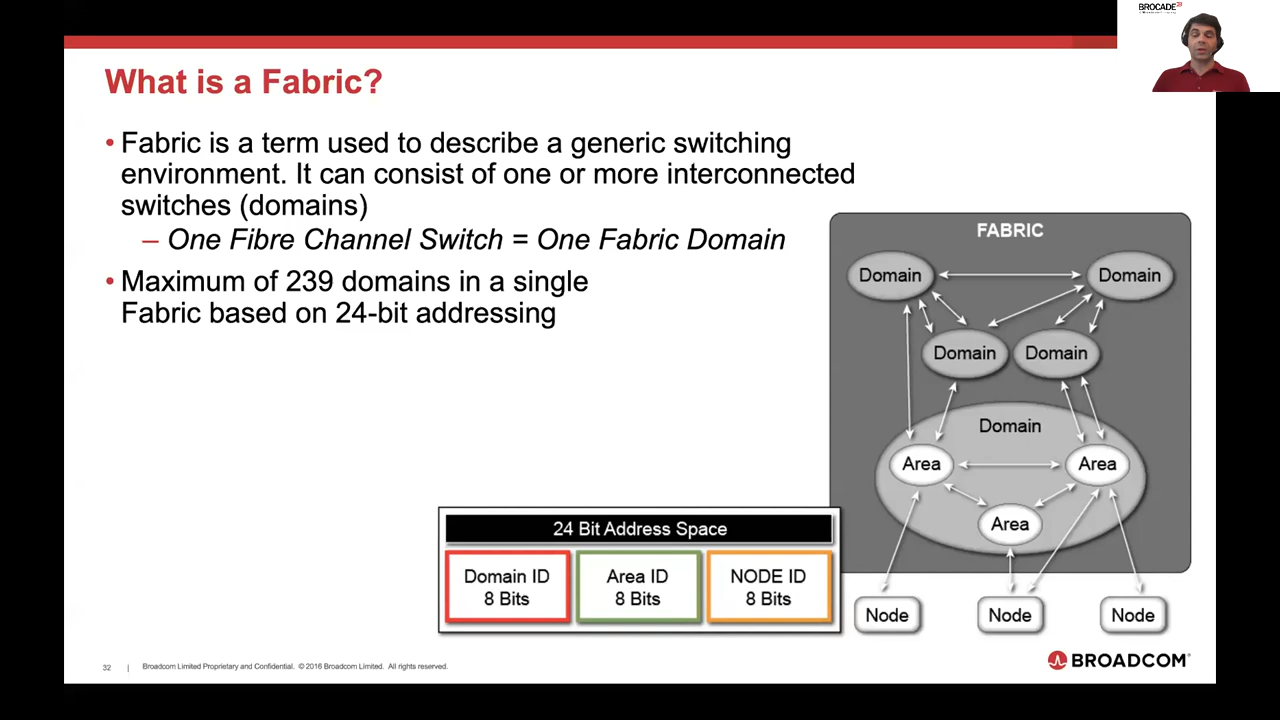 BROCADE
What is a Fabric?
• Fabric is a term used to describe a generic switching
environment. It can consist of one or more interconnected
switches (domains)
– One Fibre Channel Switch = One Fabric Domain
• Maximum of 239 domains in a single
Fabric based on 24-bit addressing
FABRIC
Domain
Domain
Domain
Domain
Domain
Area
Area
Area
Node
Node
Node
24 Bit Address Space
Domain ID
8 Bits
Area ID
8 Bits
NODE ID
8 Bits
32 | Broadcom Limited Proprietary and Confidential. © 2016 Broadcom Limited. All rights reserved.
BROADCOM